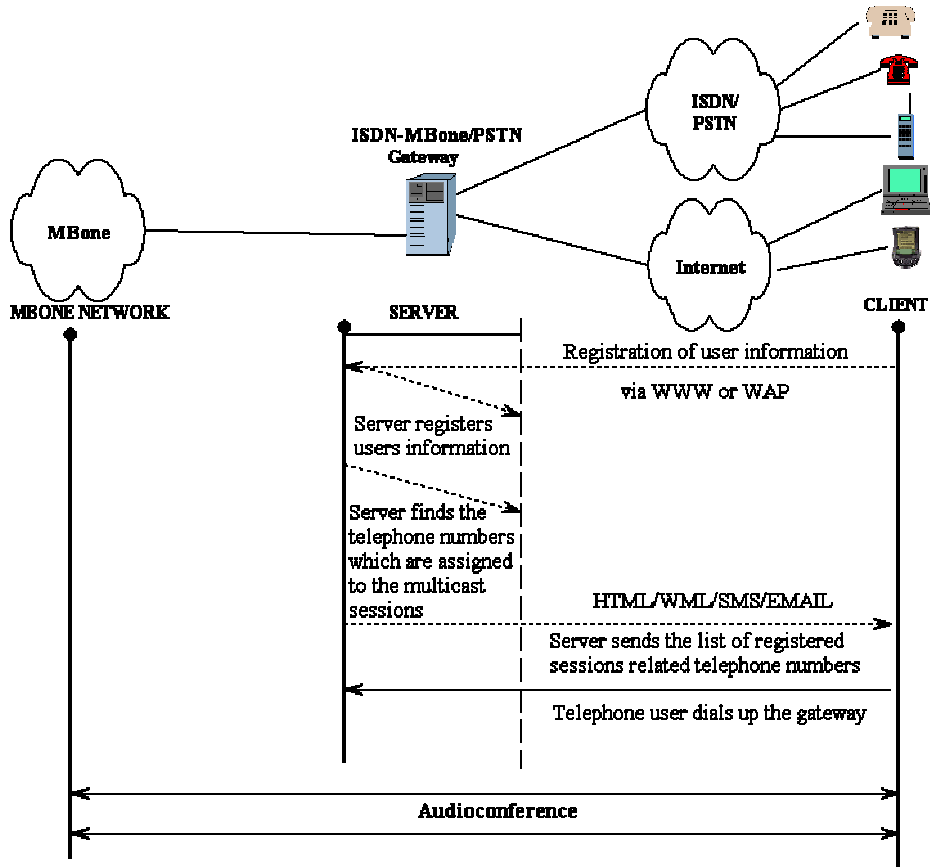 ISDN/
PSTN
ISDN-MBone/PSTN
Gateway
MBone
Internet
MBONE NETWORK
SERVER
CLIENT
Registration of user information
via WWW or WAP
Server registers
users information
Server finds the
telephone numbers
which are assigned
to the multicast
sessions
HTML/WML/SMS/EMAIL
Server sends the list of registered
sessions related telephone numbers
Telephone user dials up the gateway
Audioconference